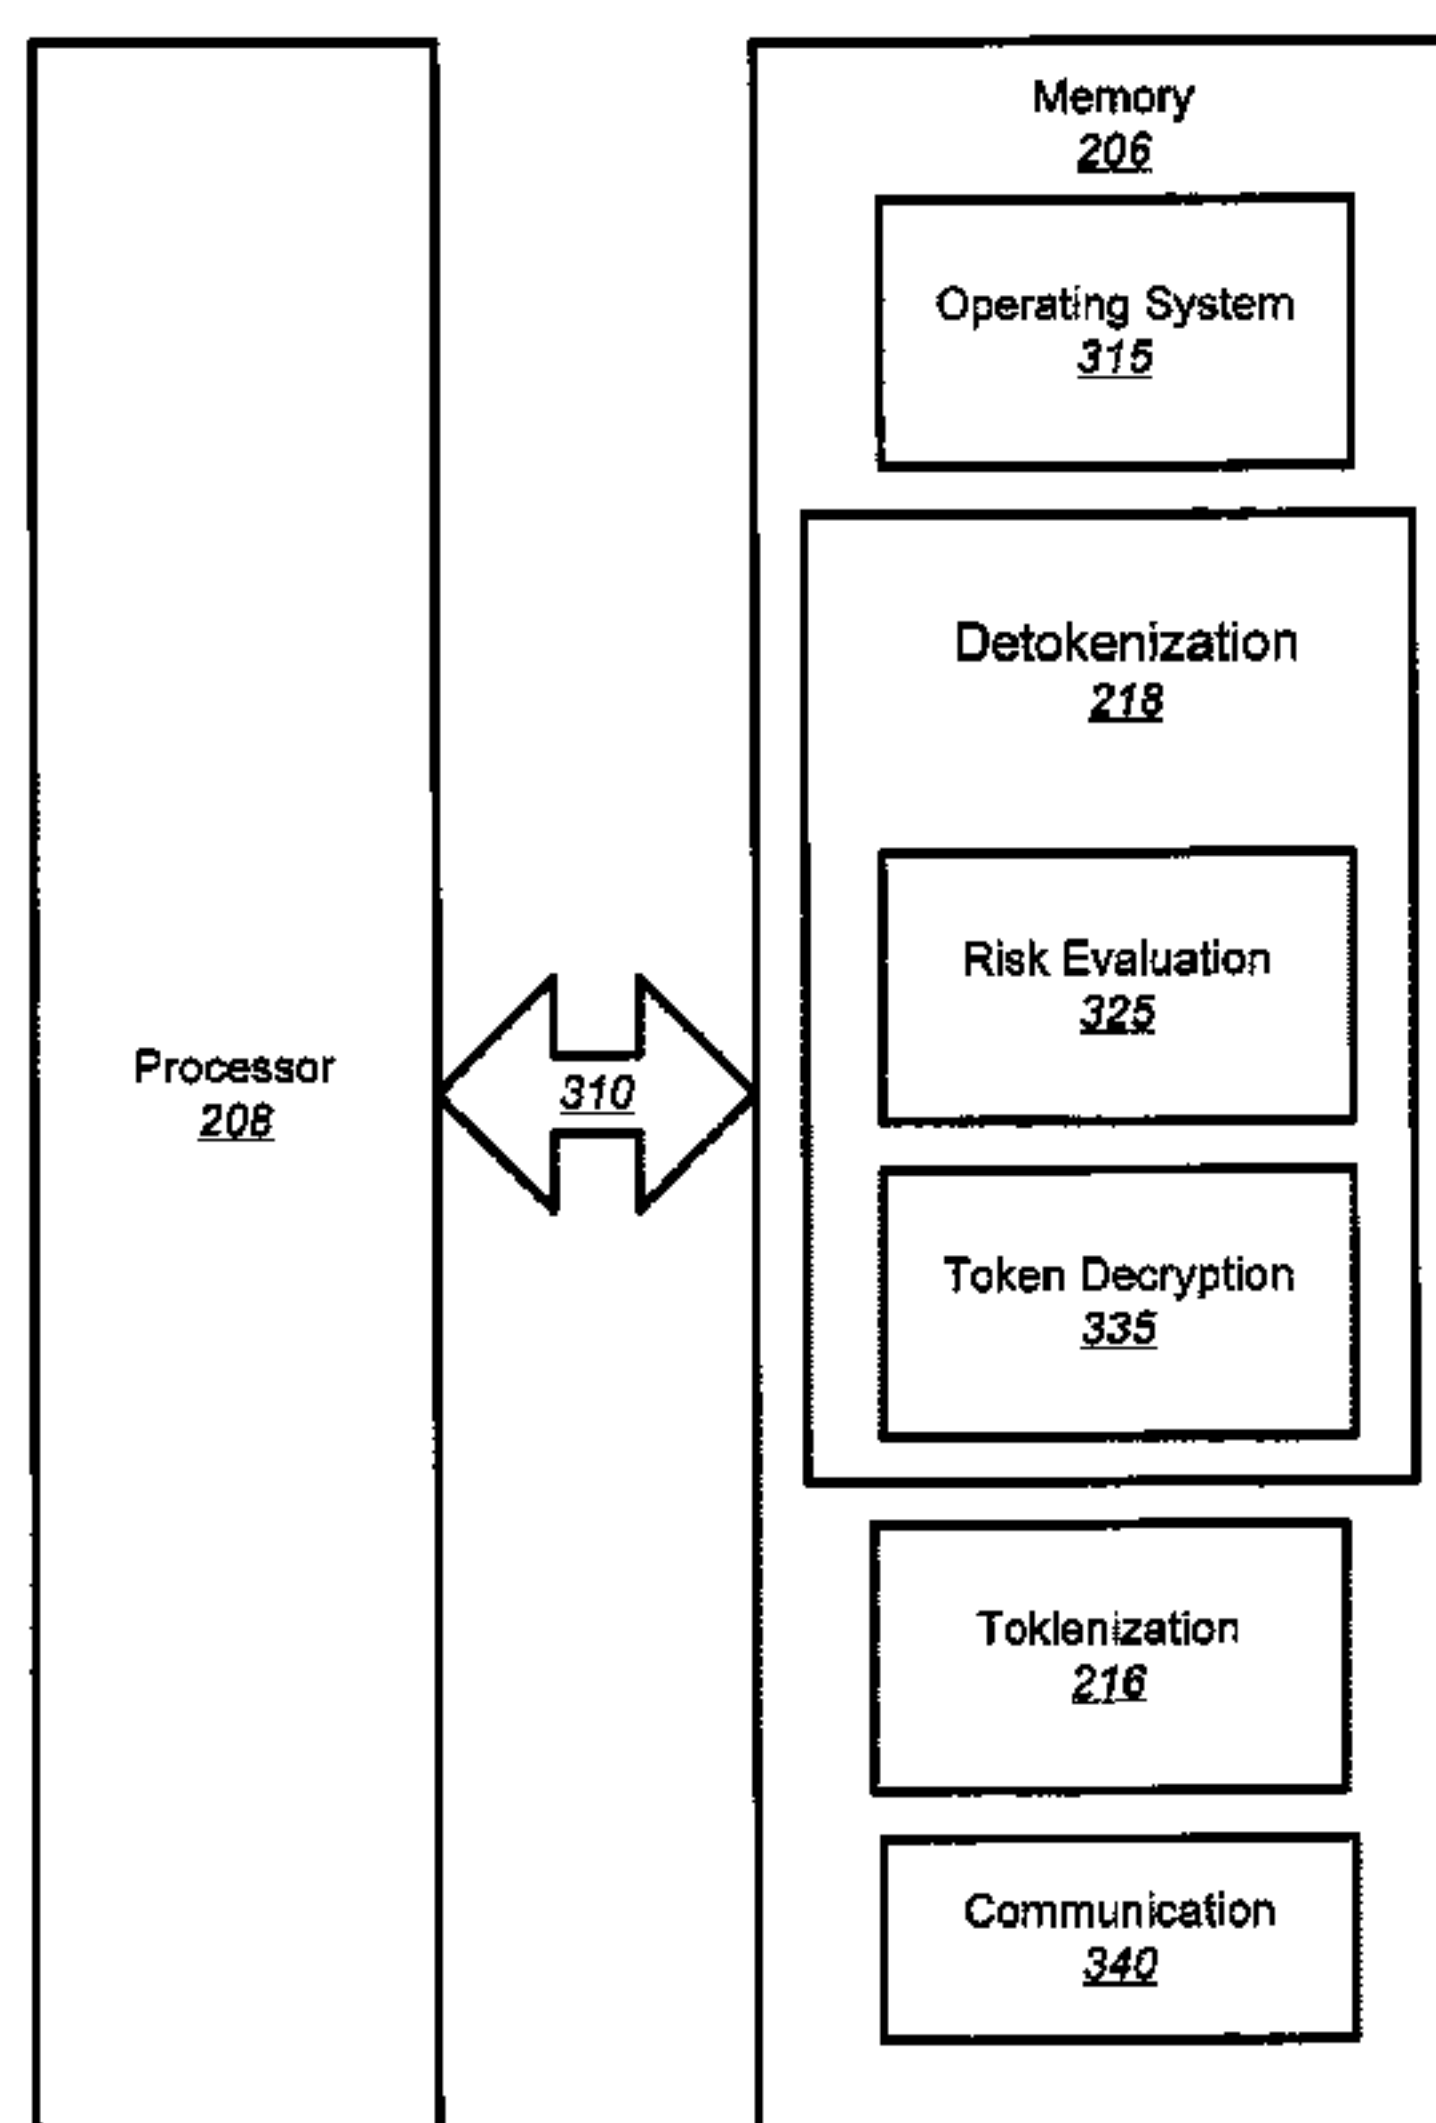 Memory
206
Operating System
315
Detokenization
218
Risk Evaluation
325
Processor
208
310
Token Decryption
335
Toklenization
216
Communication
340